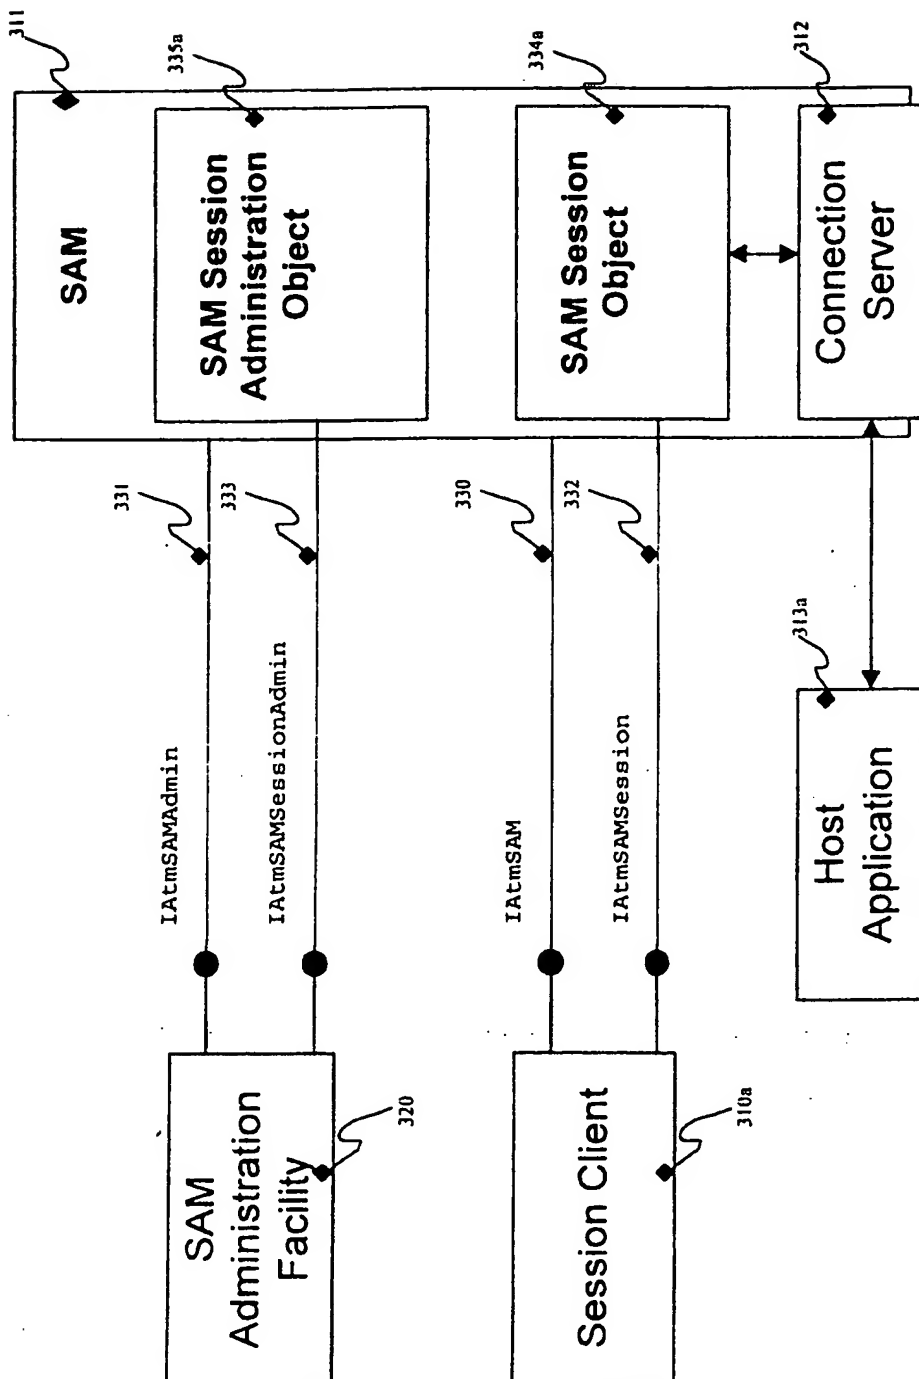 SAM
Administration
Facility
320
IAtmSAMAdmin
331
IAtmSAMSessionAdmin
333
SAM
311
SAM Session
Administration
Object
335a
Session Client
310a
IAtmSAM
330
IAtmSAMSession
332
SAM Session
Object
334a
Host
Application
313a
Connection
Server
312